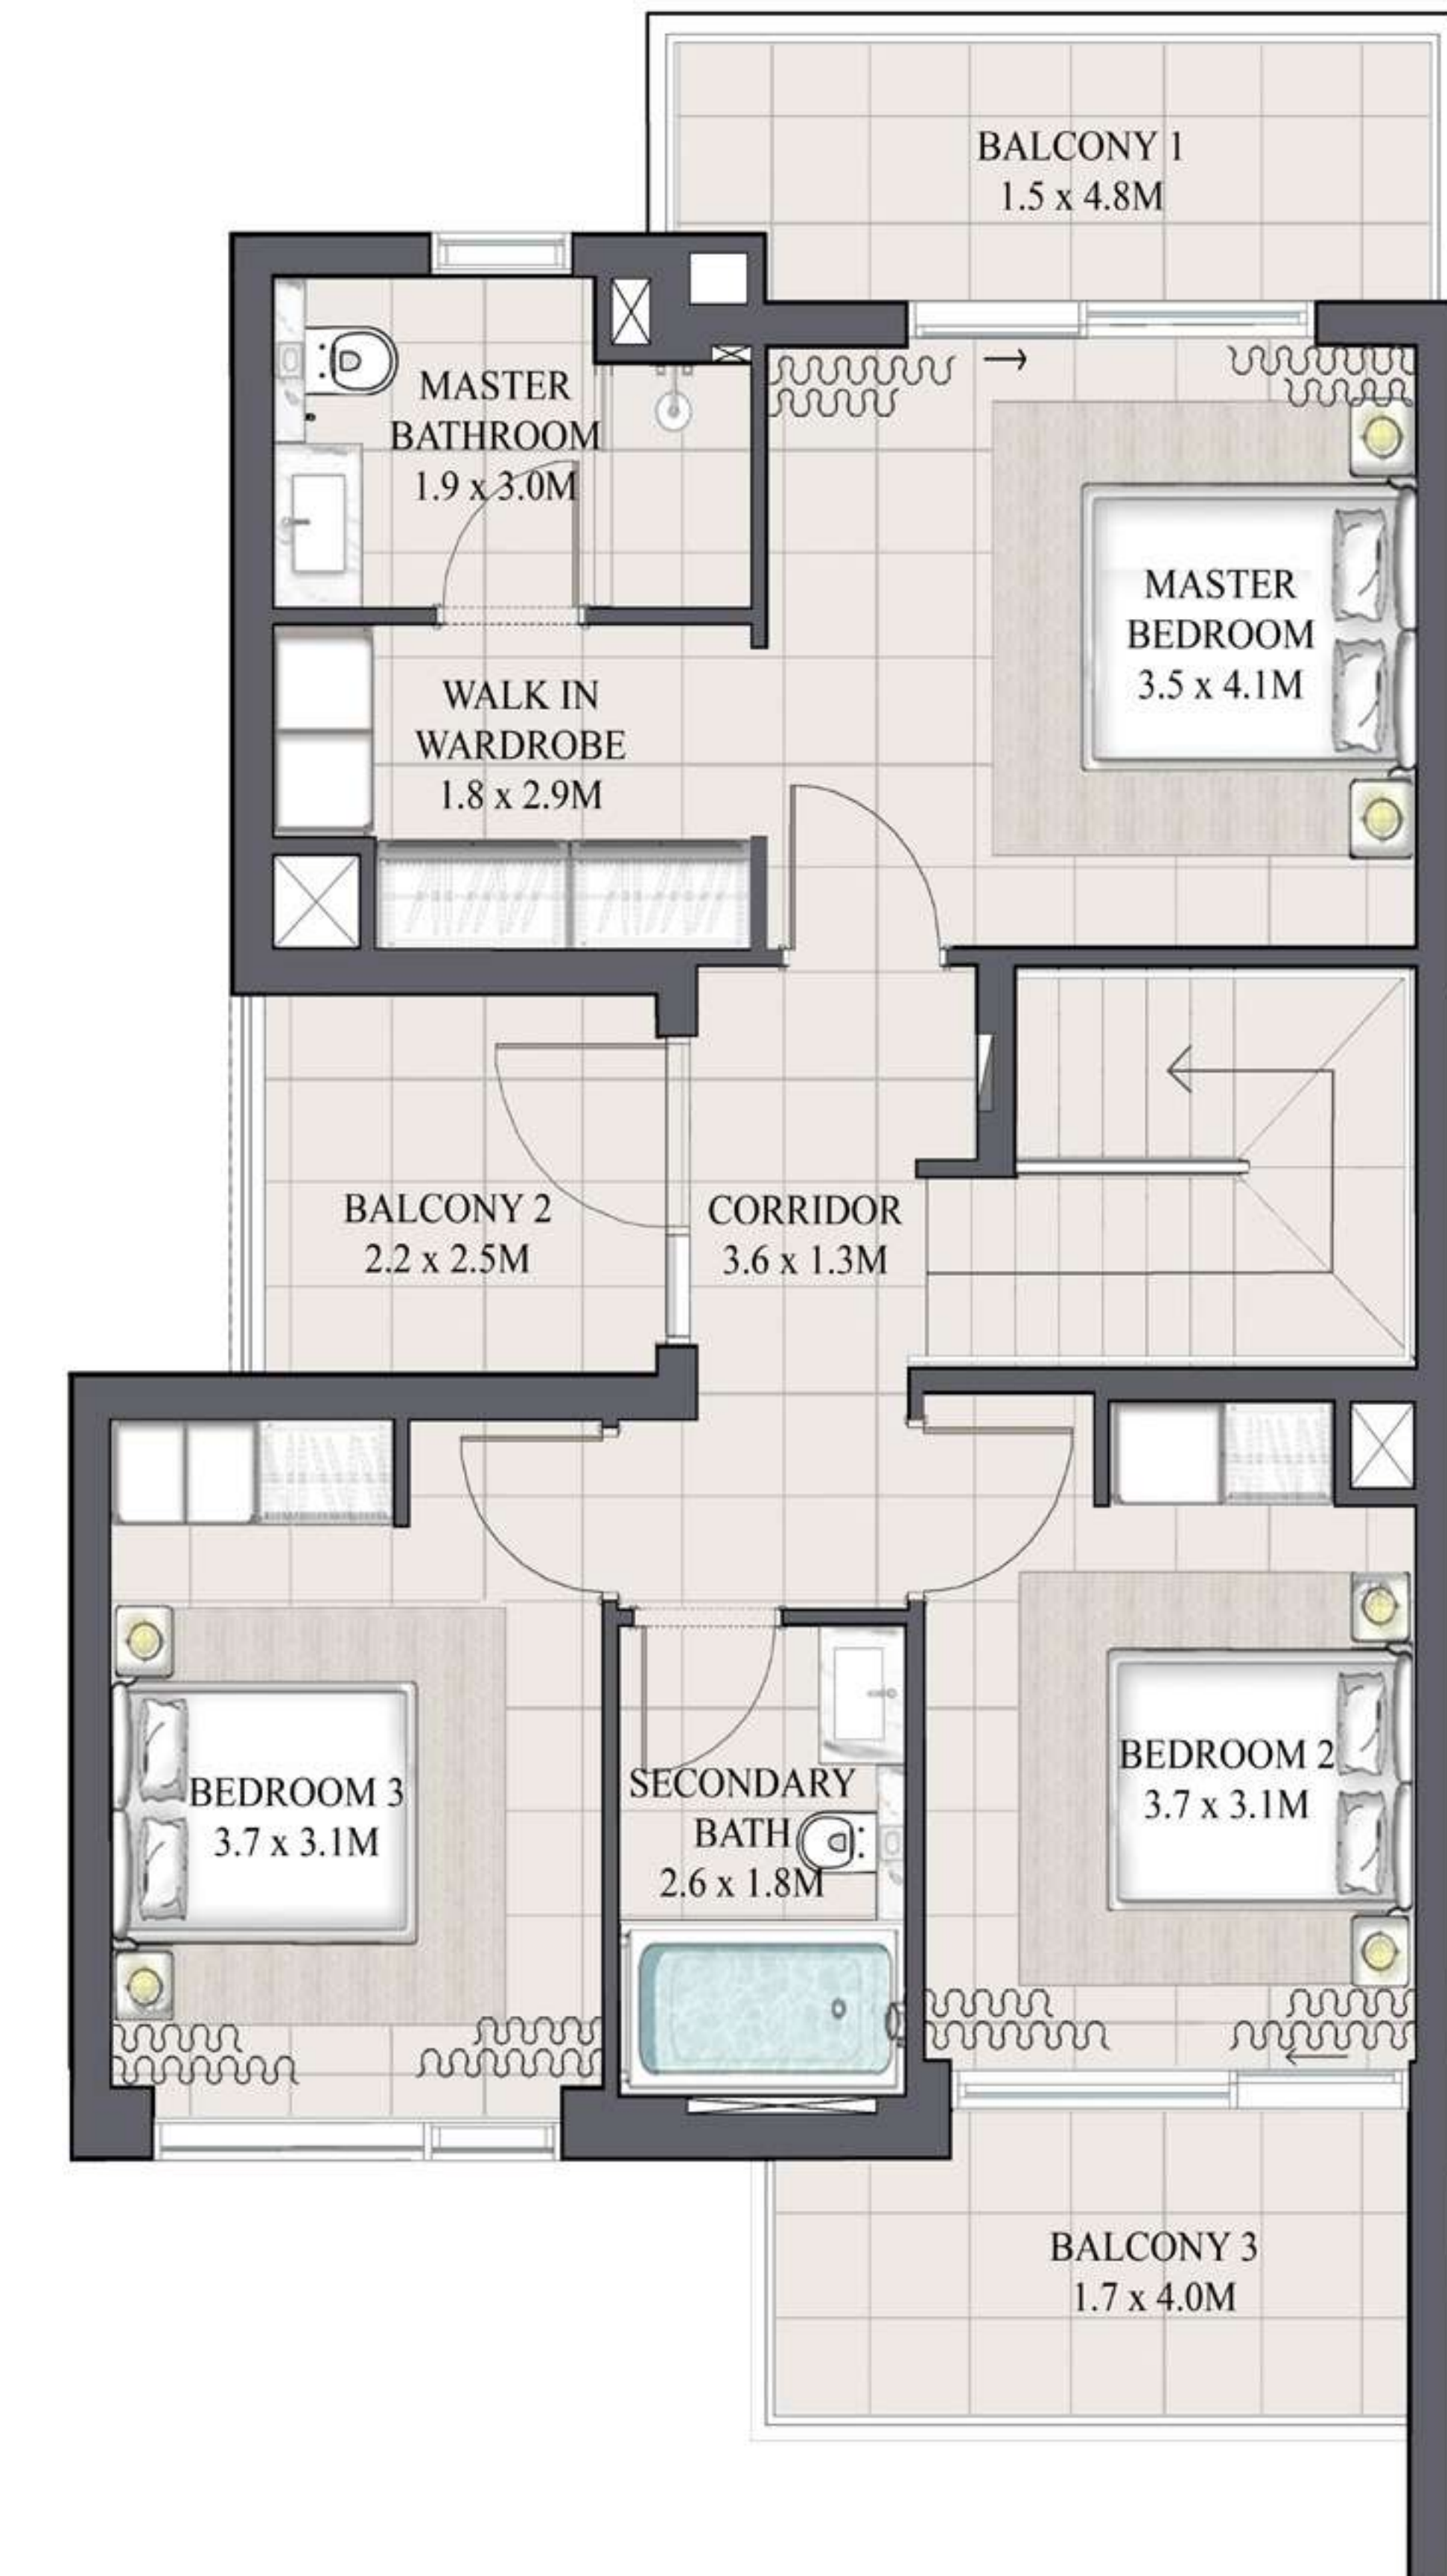 BALCONY 1
1.5 x 4.8M
MASTER
BATHROOM
1.9 x 3.0M
MASTER
BEDROOM
3.5 x 4.1M
WALK IN
WARDROBE
1.8 x 2.9M
BALCONY 2
2.2 x 2.5M
CORRIDOR
3.6 x 1.3M
BEDROOM 3
3.7 x 3.1M
SECONDARY
BATH
2.6 x 1.8M
BEDROOM 2
3.7 x 3.1M
BALCONY 3
1.7 x 4.0M